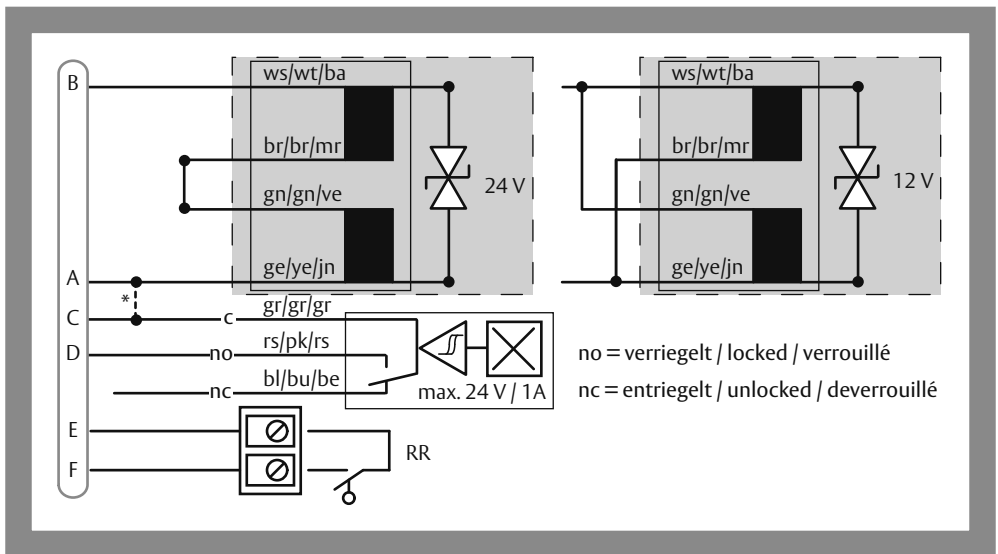 B
ws/wt/ba
br/br/mr
gn/gn/ve
24 V
ge/ye/jn
ws/wt/ba
br/br/mr
gn/gn/ve
12 V
ge/ye/jn
A
*
C
c
gr/gr/gr
D
no
rs/pk/rs
nc
bl/bu/be
max. 24 V / 1A
no = verriegelt / locked / verrouillé
nc = entriegelt / unlocked / deverrouillé
E
F
RR